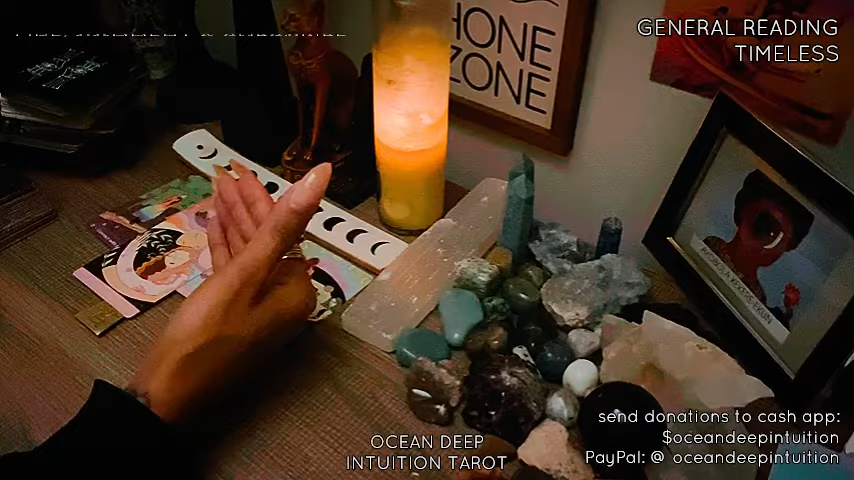 GENERAL READING
TIMELESS
HONE
ZONE
send donations to cash app:
$oceandeepintuition
PayPal: @ oceandeepintuition
OCEAN DEEP
INTUITION TAROT